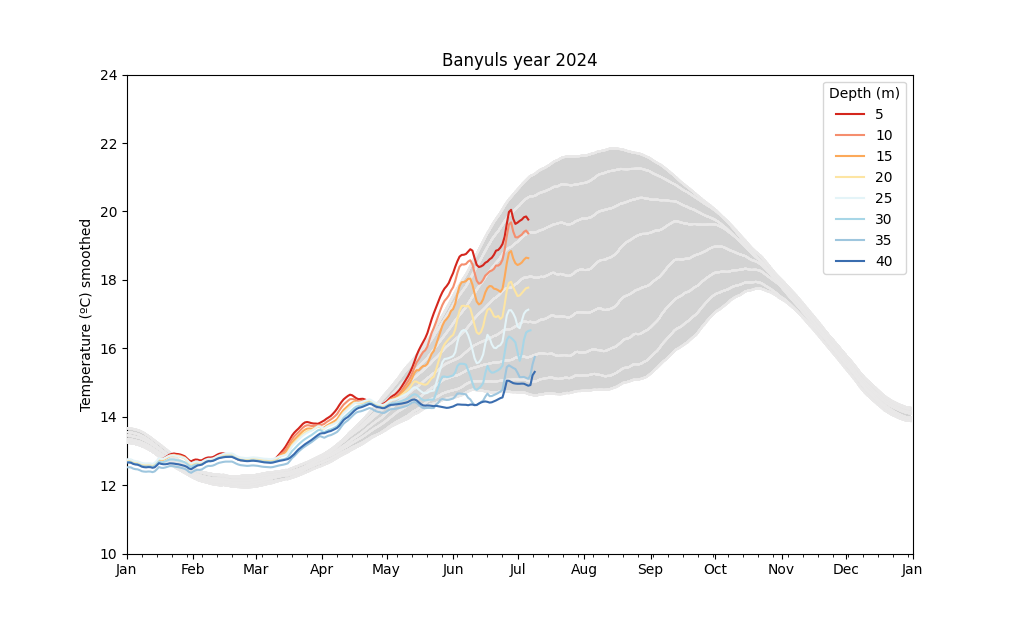 Banyuls year 2024
Temperature (ºC) smoothed
24
22
20
18
16
14
12
10
Jan
Feb
Mar
Apr
May
Jun
Jul
Aug
Sep
Oct
Nov
Dec
Jan
Depth (m)
5
10
15
20
25
30
35
40